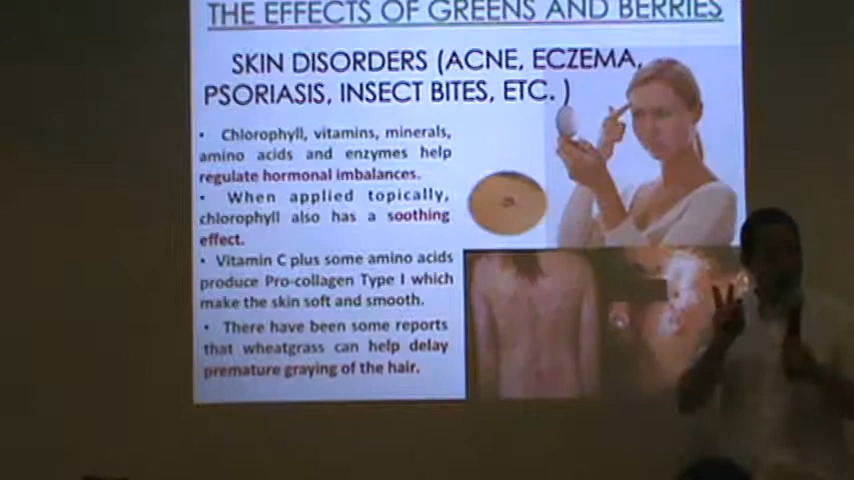 THE EFFECTS OF GREENS AND BERRIES
SKIN DISORDERS (ACNE, ECZEMA,
PSORIASIS, INSECT BITES, ETC. )
• Chlorophyll, vitamins, minerals,
amino acids and enzymes help
regulate hormonal imbalances.
• When applied topically,
chlorophyll also has a soothing
effect.
• Vitamin C plus some amino acids
produce Pro-collagen Type I which
make the skin soft and smooth.
• There have been some reports
that wheatgrass can help delay
premature graying of the hair.